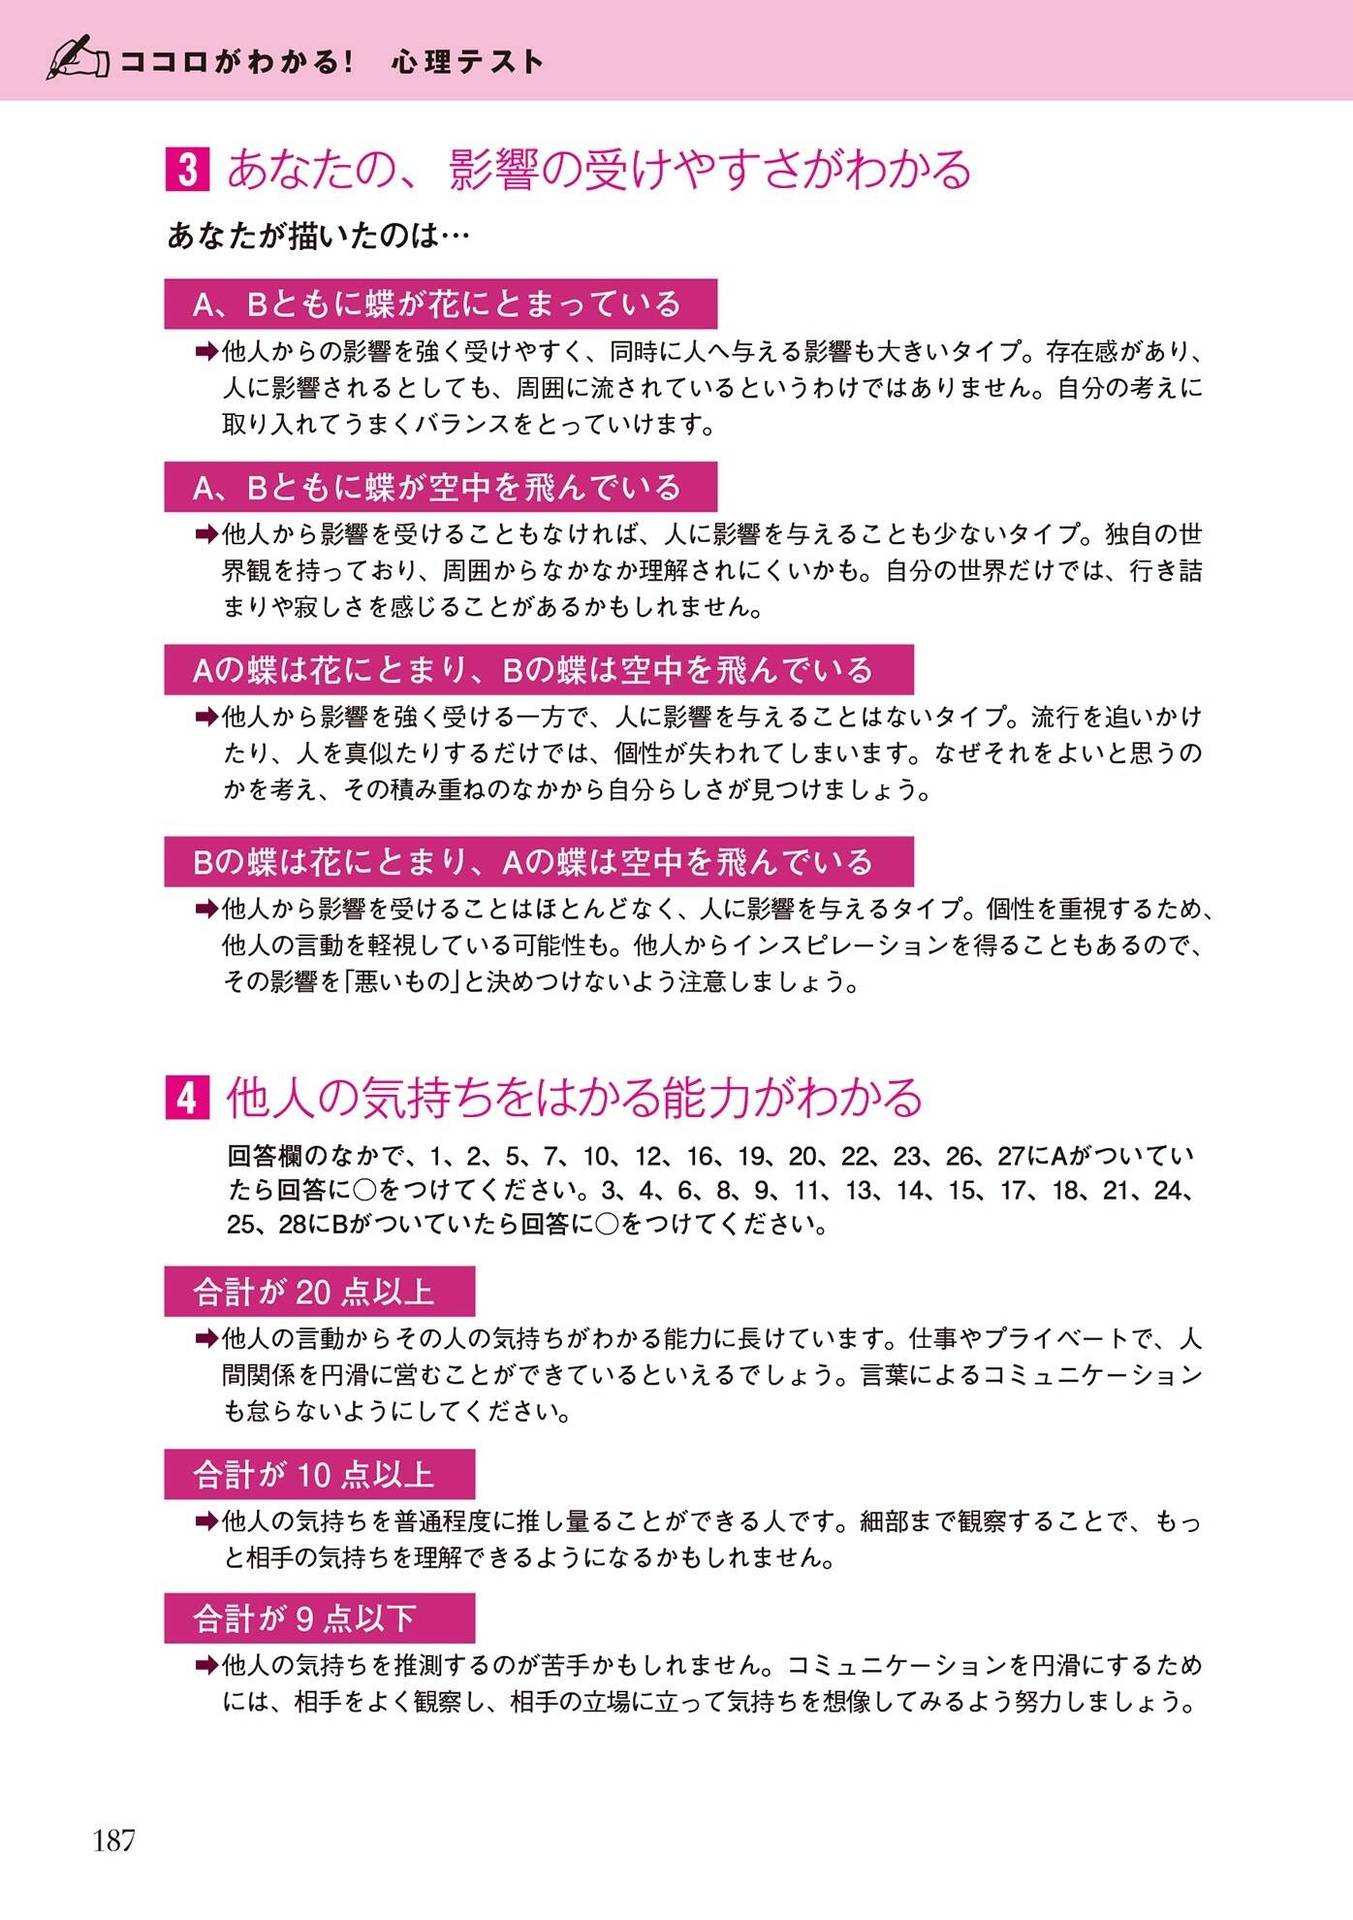 ココロがわかる!　心理テスト
3 あなたの、影響の受けやすさがわかる
あなたが描いたのは…
A、Bともに蝶が花にとまっている
➡他人からの影響を強く受けやすく、同時に人へ与える影響も大きいタイプ。存在感があり、
人に影響されるとしても、周囲に流されているというわけではありません。自分の考えに
取り入れてうまくバランスをとっていけます。
A、Bともに蝶が空中を飛んでいる
➡他人から影響を受けることもなければ、人に影響を与えることも少ないタイプ。独自の世
界観を持っており、周囲からなかなか理解されにくいかも。自分の世界だけでは、行き詰
まりや寂しさを感じることがあるかもしれません。
Aの蝶は花にとまり、Bの蝶は空中を飛んでいる
➡他人から影響を強く受ける一方で、人に影響を与えることはないタイプ。流行を追いかけ
たり、人を真似たりするだけでは、個性が失われてしまいます。なぜそれをよいと思うの
かを考え、その積み重ねのなかから自分らしさが見つけましょう。
Bの蝶は花にとまり、Aの蝶は空中を飛んでいる
➡他人から影響を受けることはほとんどなく、人に影響を与えるタイプ。個性を重視するため、
他人の言動を軽視している可能性も。他人からインスピレーションを得ることもあるので、
その影響を「悪いもの」と決めつけないよう注意しましょう。
4 他人の気持ちをはかる能力がわかる
回答欄のなかで、1、2、5、7、10、12、16、19、20、22、23、26、27にAがついてい
たら回答に○をつけてください。3、4、6、8、9、11、13、14、15、17、18、21、24、
25、28にBがついていたら回答に○をつけてください。
合計が 20 点以上
➡他人の言動からその人の気持ちがわかる能力に長けています。仕事やプライベートで、人
間関係を円滑に営むことができているといえるでしょう。言葉によるコミュニケーション
も怠らないようにしてください。
合計が 10 点以上
➡他人の気持ちを普通程度に推し量ることができる人です。細部まで観察することで、もっ
と相手の気持ちを理解できるようになるかもしれません。
合計が 9 点以下
➡他人の気持ちを推測するのが苦手かもしれません。コミュニケーションを円滑にするため
には、相手をよく観察し、相手の立場に立って気持ちを想像してみるよう努力しましょう。
187